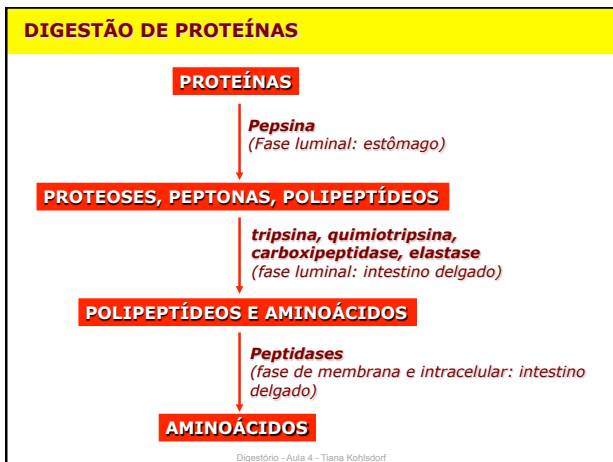 DIGESTÃO DE PROTEÍNAS
PROTEÍNAS
Pepsina
(Fase luminal: estômago)
PROTEOSES, PEPTONAS, POLIPEPTÍDEOS
tripsina, quimiotripsina,
carboxipeptidase, elastase
(fase luminal: intestino delgado)
POLIPEPTÍDEOS E AMINOÁCIDOS
Peptidases
(fase de membrana e intracelular: intestino
delgado)
AMINOÁCIDOS
Digestório - Aula 4 - Tiana Kohlsdorf